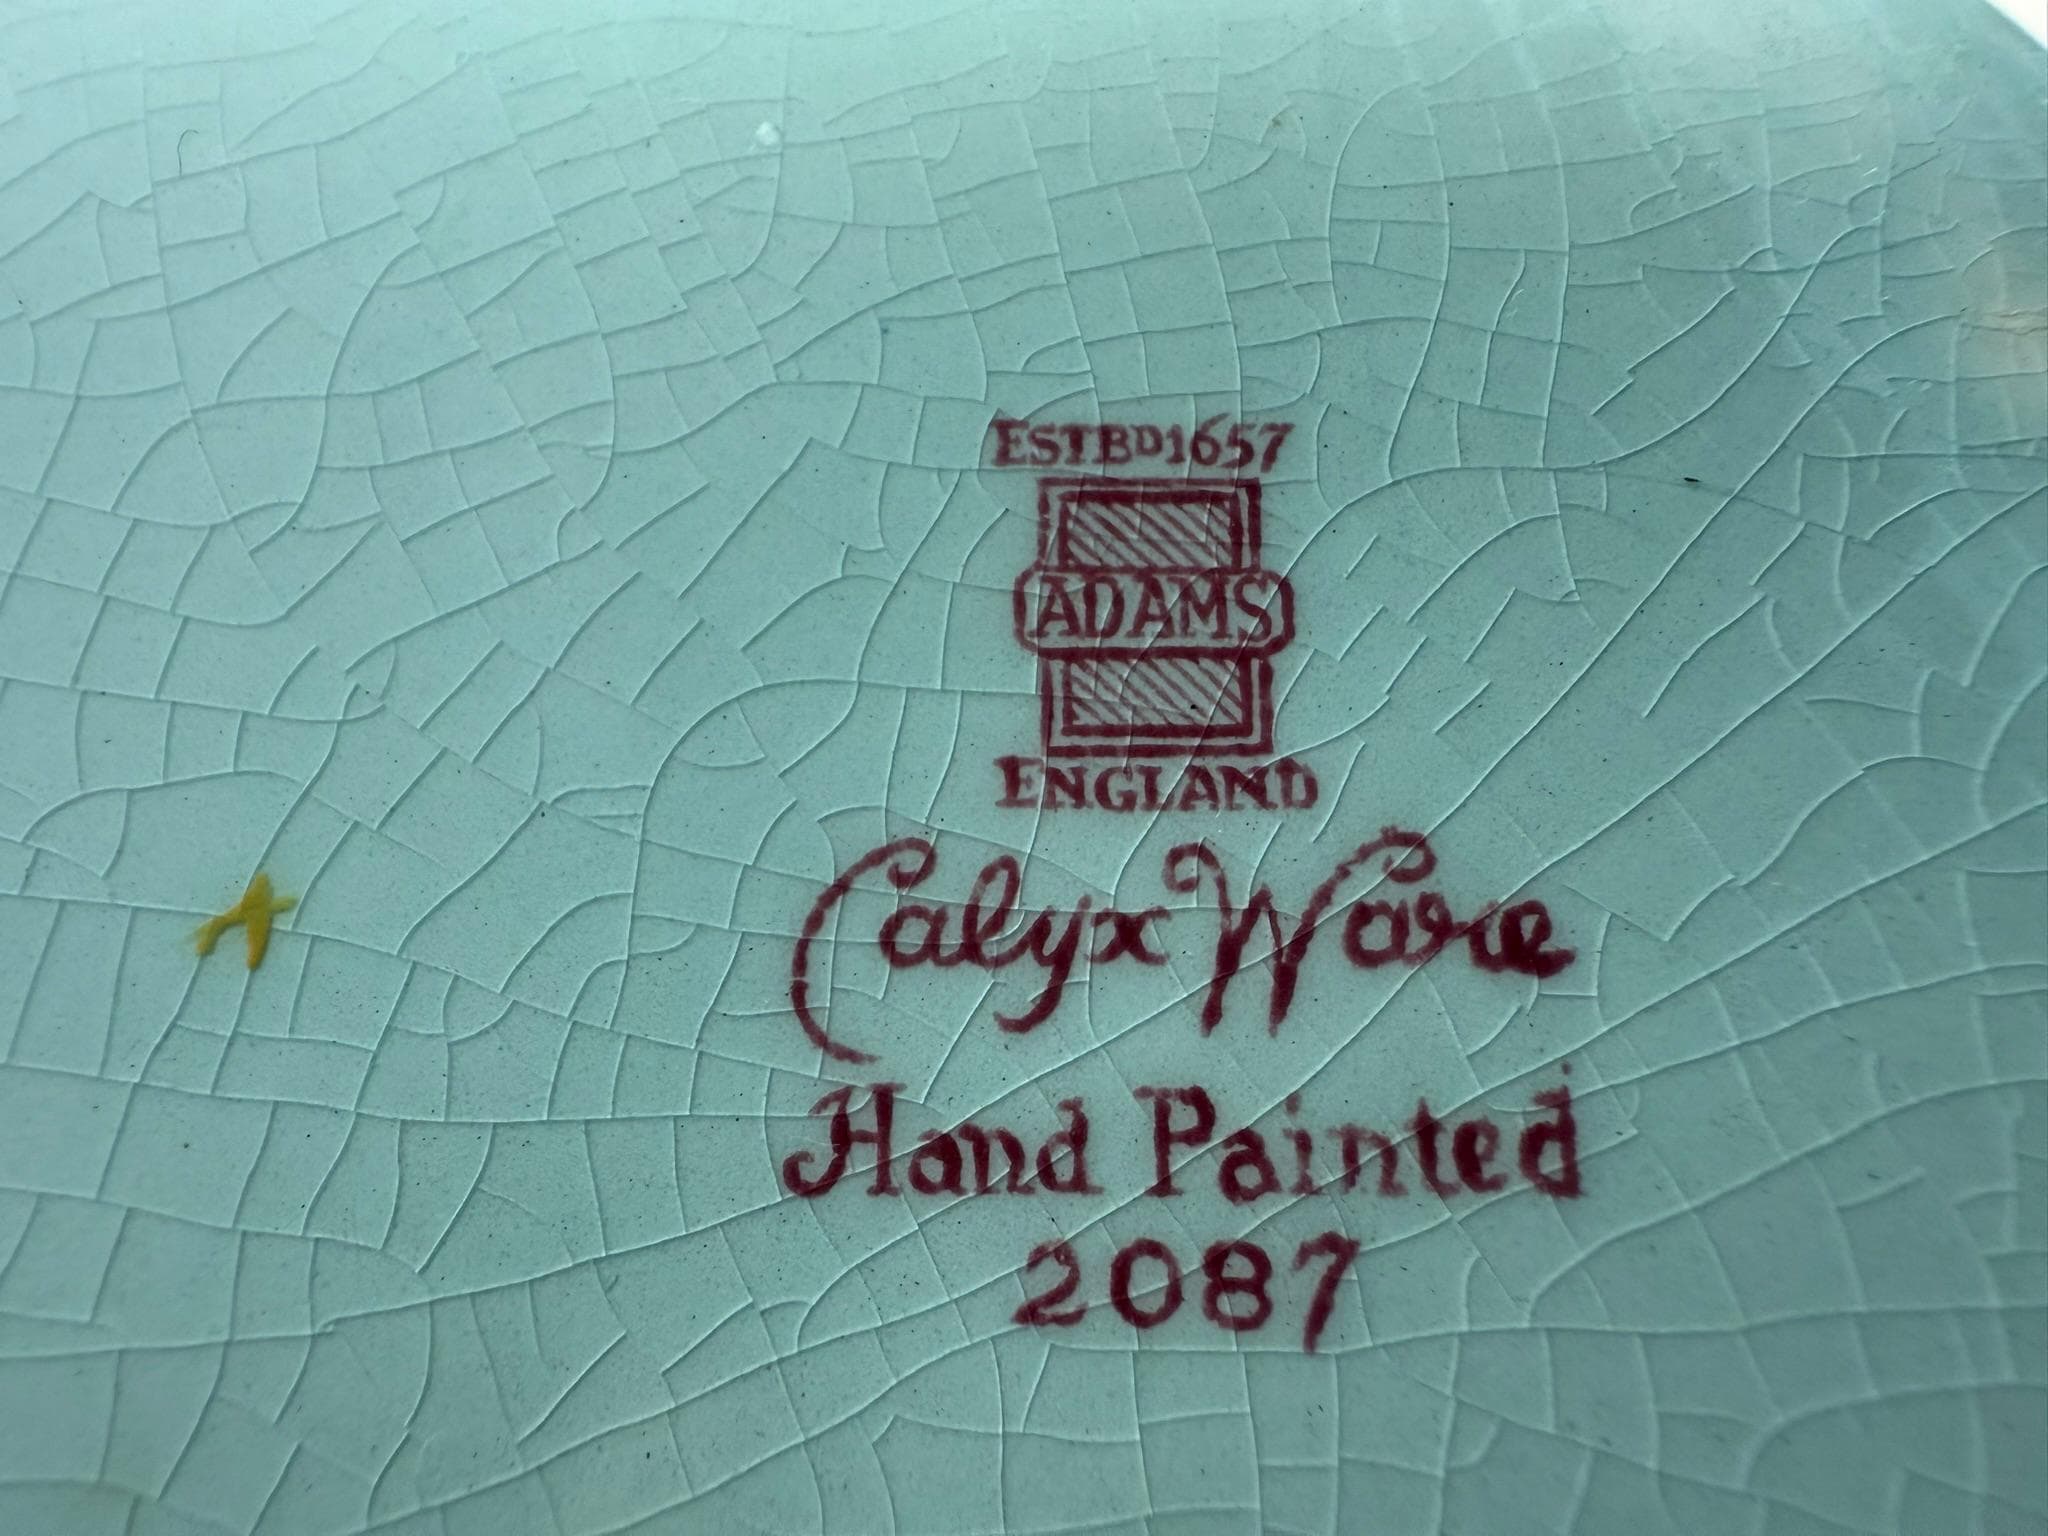 ESTBD 1657
ADAMS
ENGLAND
Calyx Ware
Hand Painted
2087